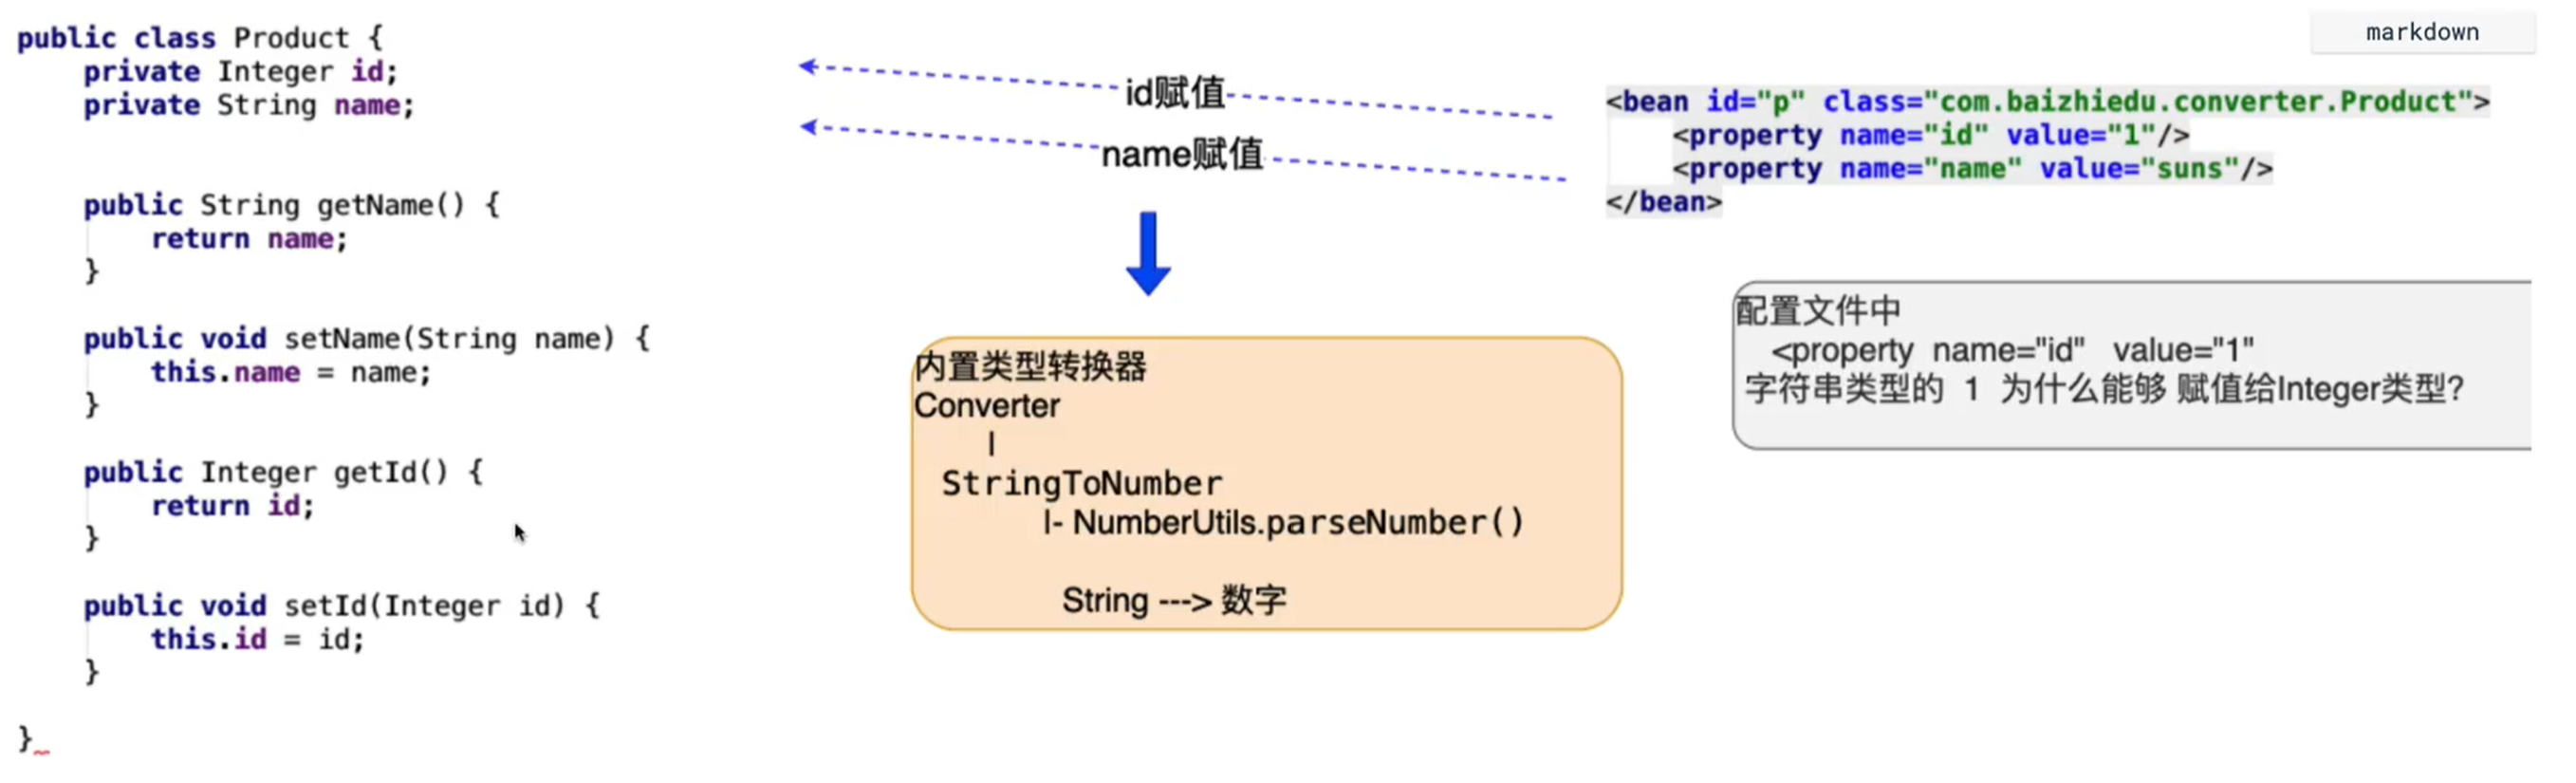 public class Product {
private Integer id;
private String name;
public String getName() {
return name;
}
public void setName(String name) {
this.name = name;
}
public Integer getId() {
return id;
}
public void setId(Integer id) {
this.id = id;
}
}
id赋值
name赋值
内置类型转换器
Converter
|
StringToNumber
|- NumberUtils.parseNumber()
String ---> 数字
markdown
<bean id="p" class="com.baizhiedu.converter.Product">
<property name="id" value="1"/>
<property name="name" value="suns"/>
</bean>
配置文件中
<property name="id" value="1"
字符串类型的 1 为什么能够 赋值给Integer类型?